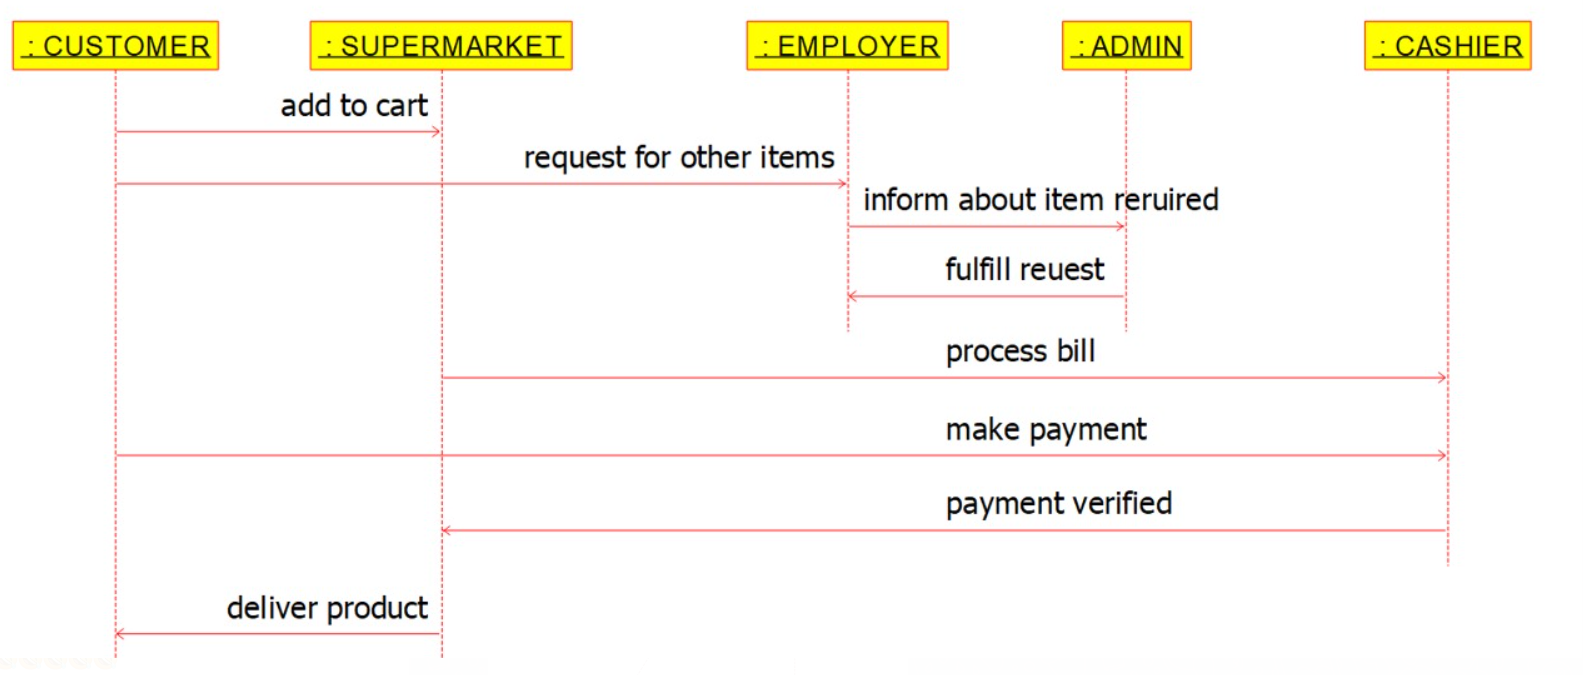 : CUSTOMER
: SUPERMARKET
: EMPLOYER
: ADMIN
: CASHIER
add to cart
request for other items
inform about item reruired
fulfill reuest
process bill
make payment
payment verified
deliver product